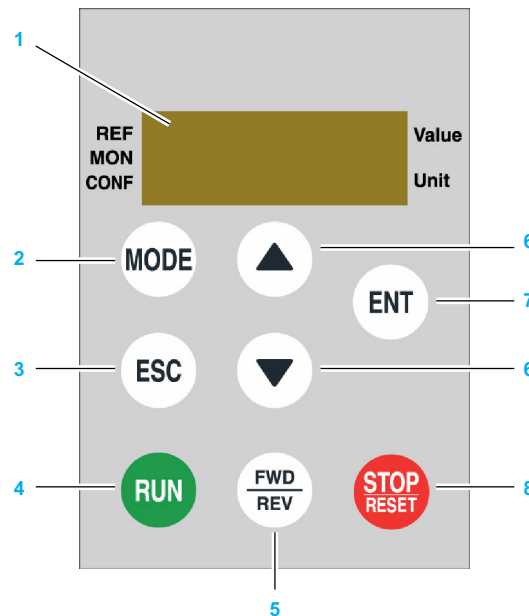 1
REF
MON
CONF
Value
Unit
2
MODE
6
ENT
7
3
ESC
6
4
RUN
FWD
REV
STOP
RESET
8
5